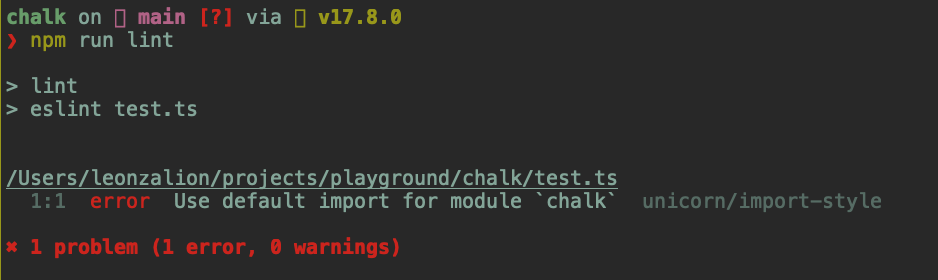 chalk on main [?] via v17.8.0
❯ npm run lint
> lint
> eslint test.ts
/Users/leonzalion/projects/playground/chalk/test.ts
1:1 error Use default import for module `chalk` unicorn/import-style
✖ 1 problem (1 error, 0 warnings)